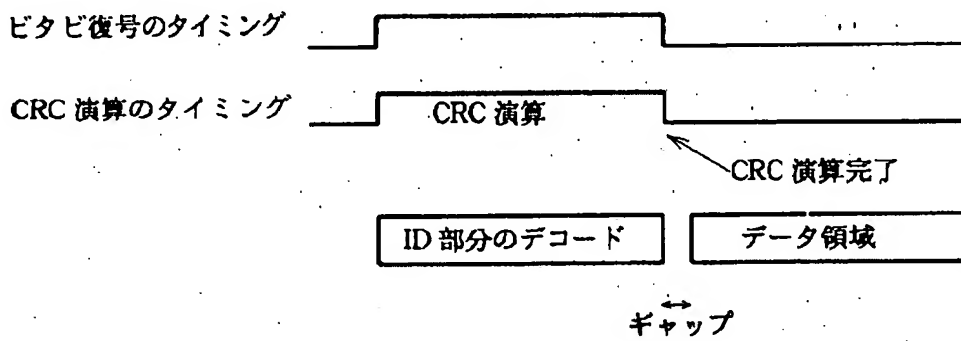 ビタビ復号のタイミング
CRC 演算のタイミング
CRC 演算
CRC 演算完了
ID 部分のデコード
データ領域
ギャップ